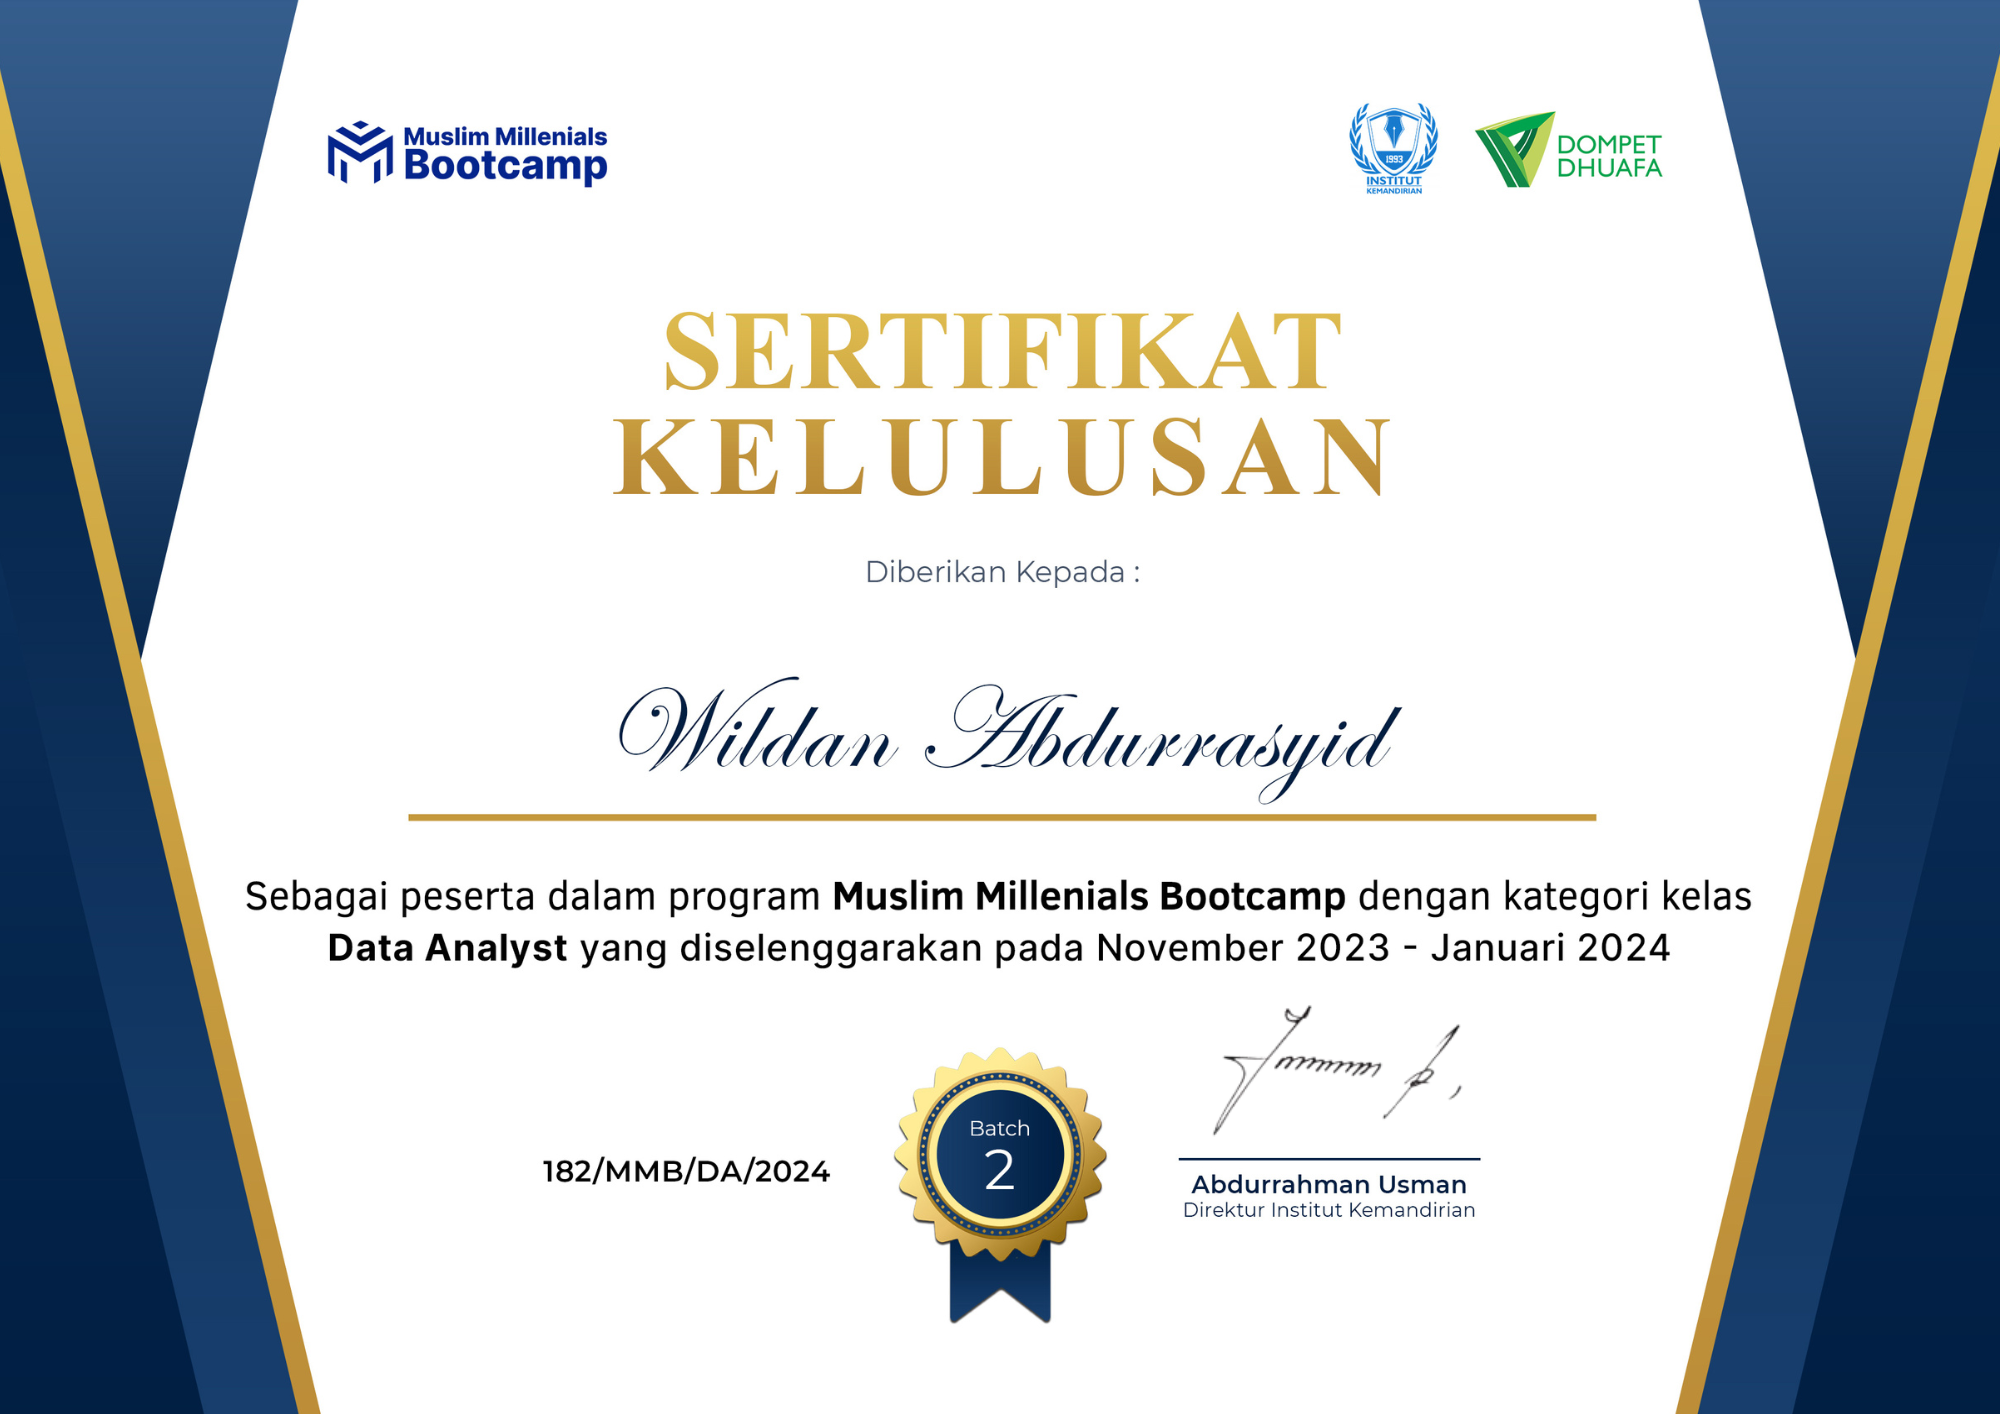 Muslim Millenials
Bootcamp
1993
INSTITUT
KEMANDIRIAN
DOMPET
DHUAFA
SERTIFIKAT
KELULUSAN
Diberikan Kepada :
Wildan Abdurrasyid
Sebagai peserta dalam program Muslim Millenials Bootcamp dengan kategori kelas
Data Analyst yang diselenggarakan pada November 2023 - Januari 2024
182/MMB/DA/2024
Batch
2
Abdurrahman Usman
Direktur Institut Kemandirian